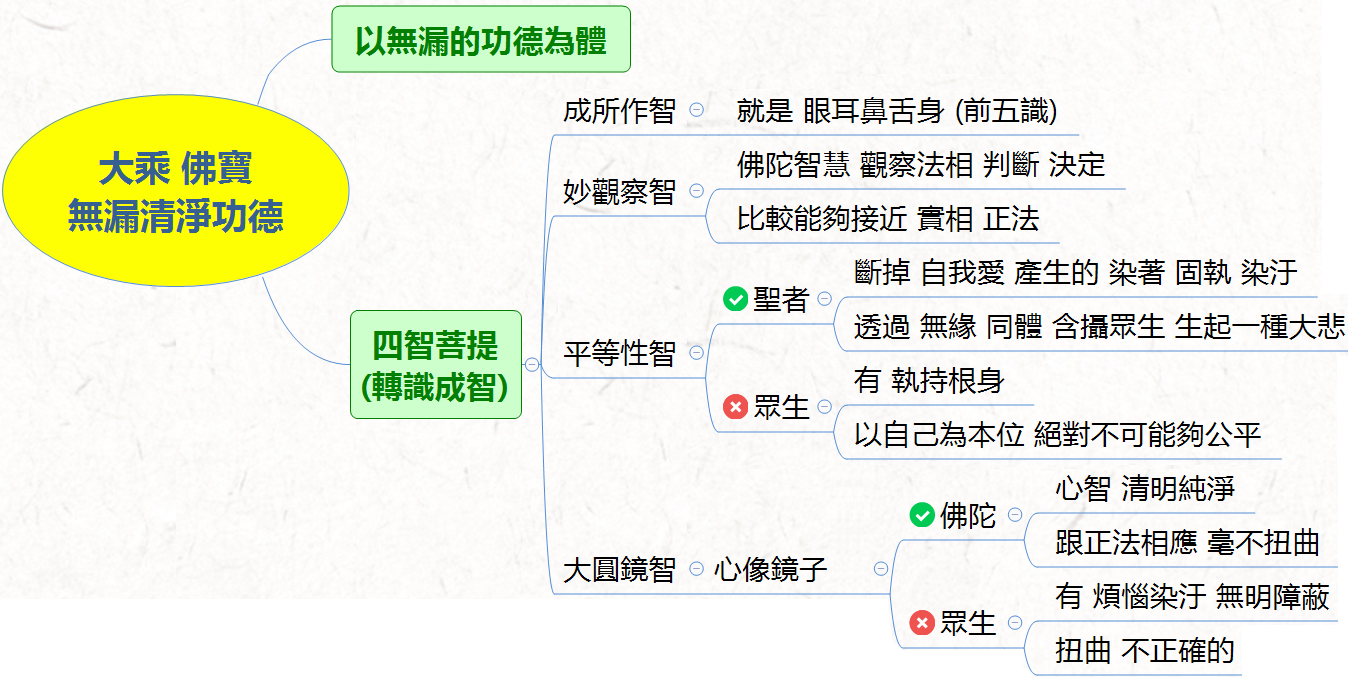 以無漏的功德為體
大乘 佛寶
無漏清淨功德
四智菩提
(轉識成智)
成所作智
就是 眼耳鼻舌身 (前五識)
妙觀察智
佛陀智慧 觀察法相 判斷 決定
比較能夠接近 實相 正法
平等性智
聖者
斷掉 自我愛 產生的 染著 固執 染汙
透過 無緣 同體 含攝眾生 生起一種大悲
眾生
有 執持根身
以自己為本位 絕對不可能夠公平
大圓鏡智
心像鏡子
佛陀
心智 清明純淨
跟正法相應 毫不扭曲
眾生
有 煩惱染汙 無明障蔽
扭曲 不正確的